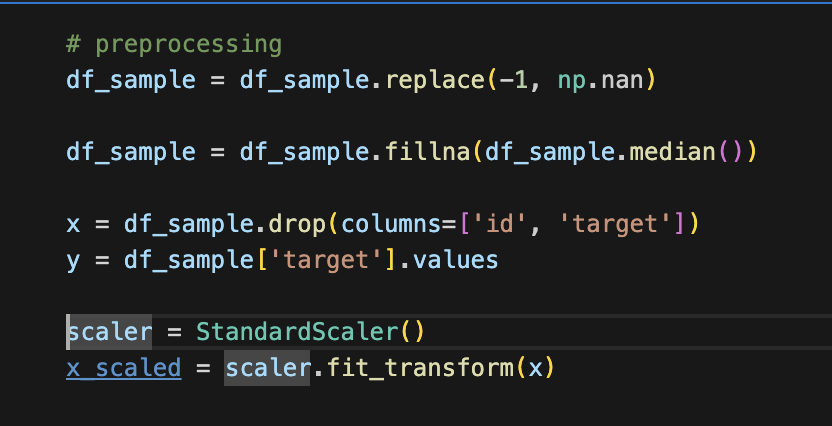 # preprocessing
df_sample = df_sample.replace(-1, np.nan)
df_sample = df_sample.fillna(df_sample.median())
x = df_sample.drop(columns=['id', 'target'])
y = df_sample['target'].values
scaler = StandardScaler()
x_scaled = scaler.fit_transform(x)